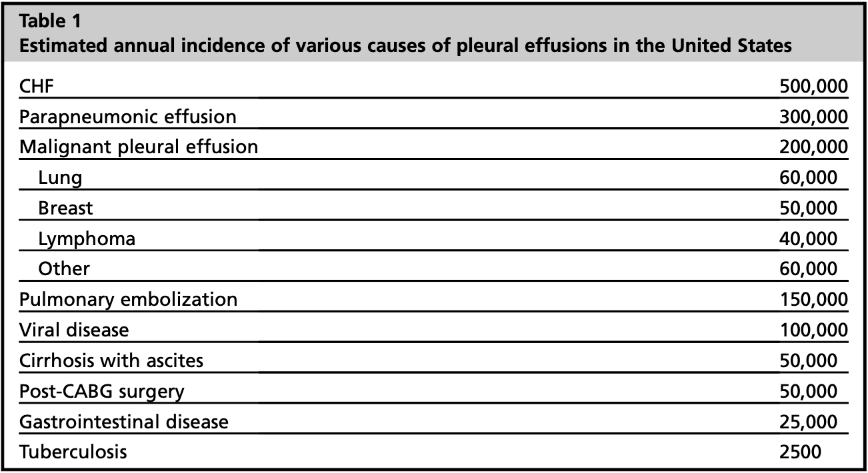 Table 1
Estimated annual incidence of various causes of pleural effusions in the United States
CHF 500,000
Parapneumonic effusion 300,000
Malignant pleural effusion 200,000
Lung 60,000
Breast 50,000
Lymphoma 40,000
Other 60,000
Pulmonary embolization 150,000
Viral disease 100,000
Cirrhosis with ascites 50,000
Post-CABG surgery 50,000
Gastrointestinal disease 25,000
Tuberculosis 2500